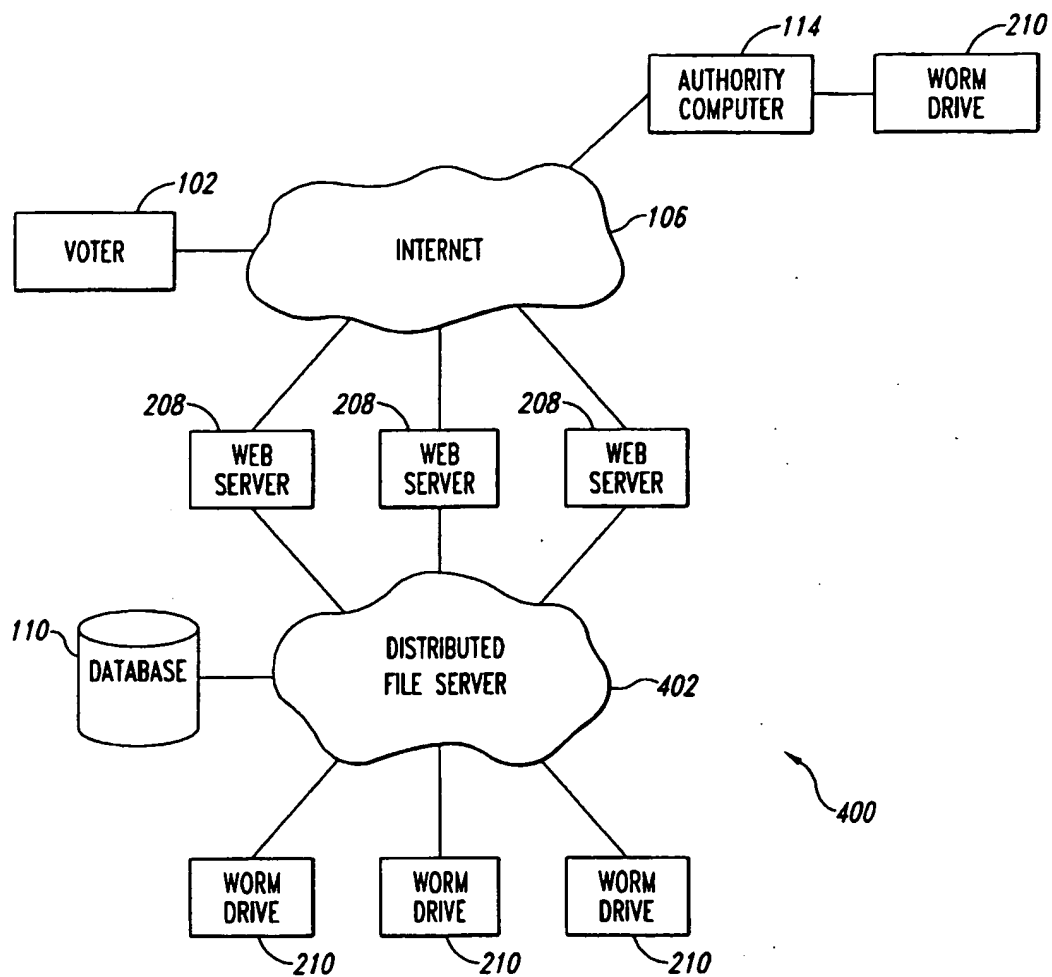 114
210
AUTHORITY
COMPUTER
WORM
DRIVE
102
VOTER
106
INTERNET
208
208
208
WEB
SERVER
WEB
SERVER
WEB
SERVER
110
DATABASE
DISTRIBUTED
FILE SERVER
402
400
WORM
DRIVE
WORM
DRIVE
WORM
DRIVE
210
210
210